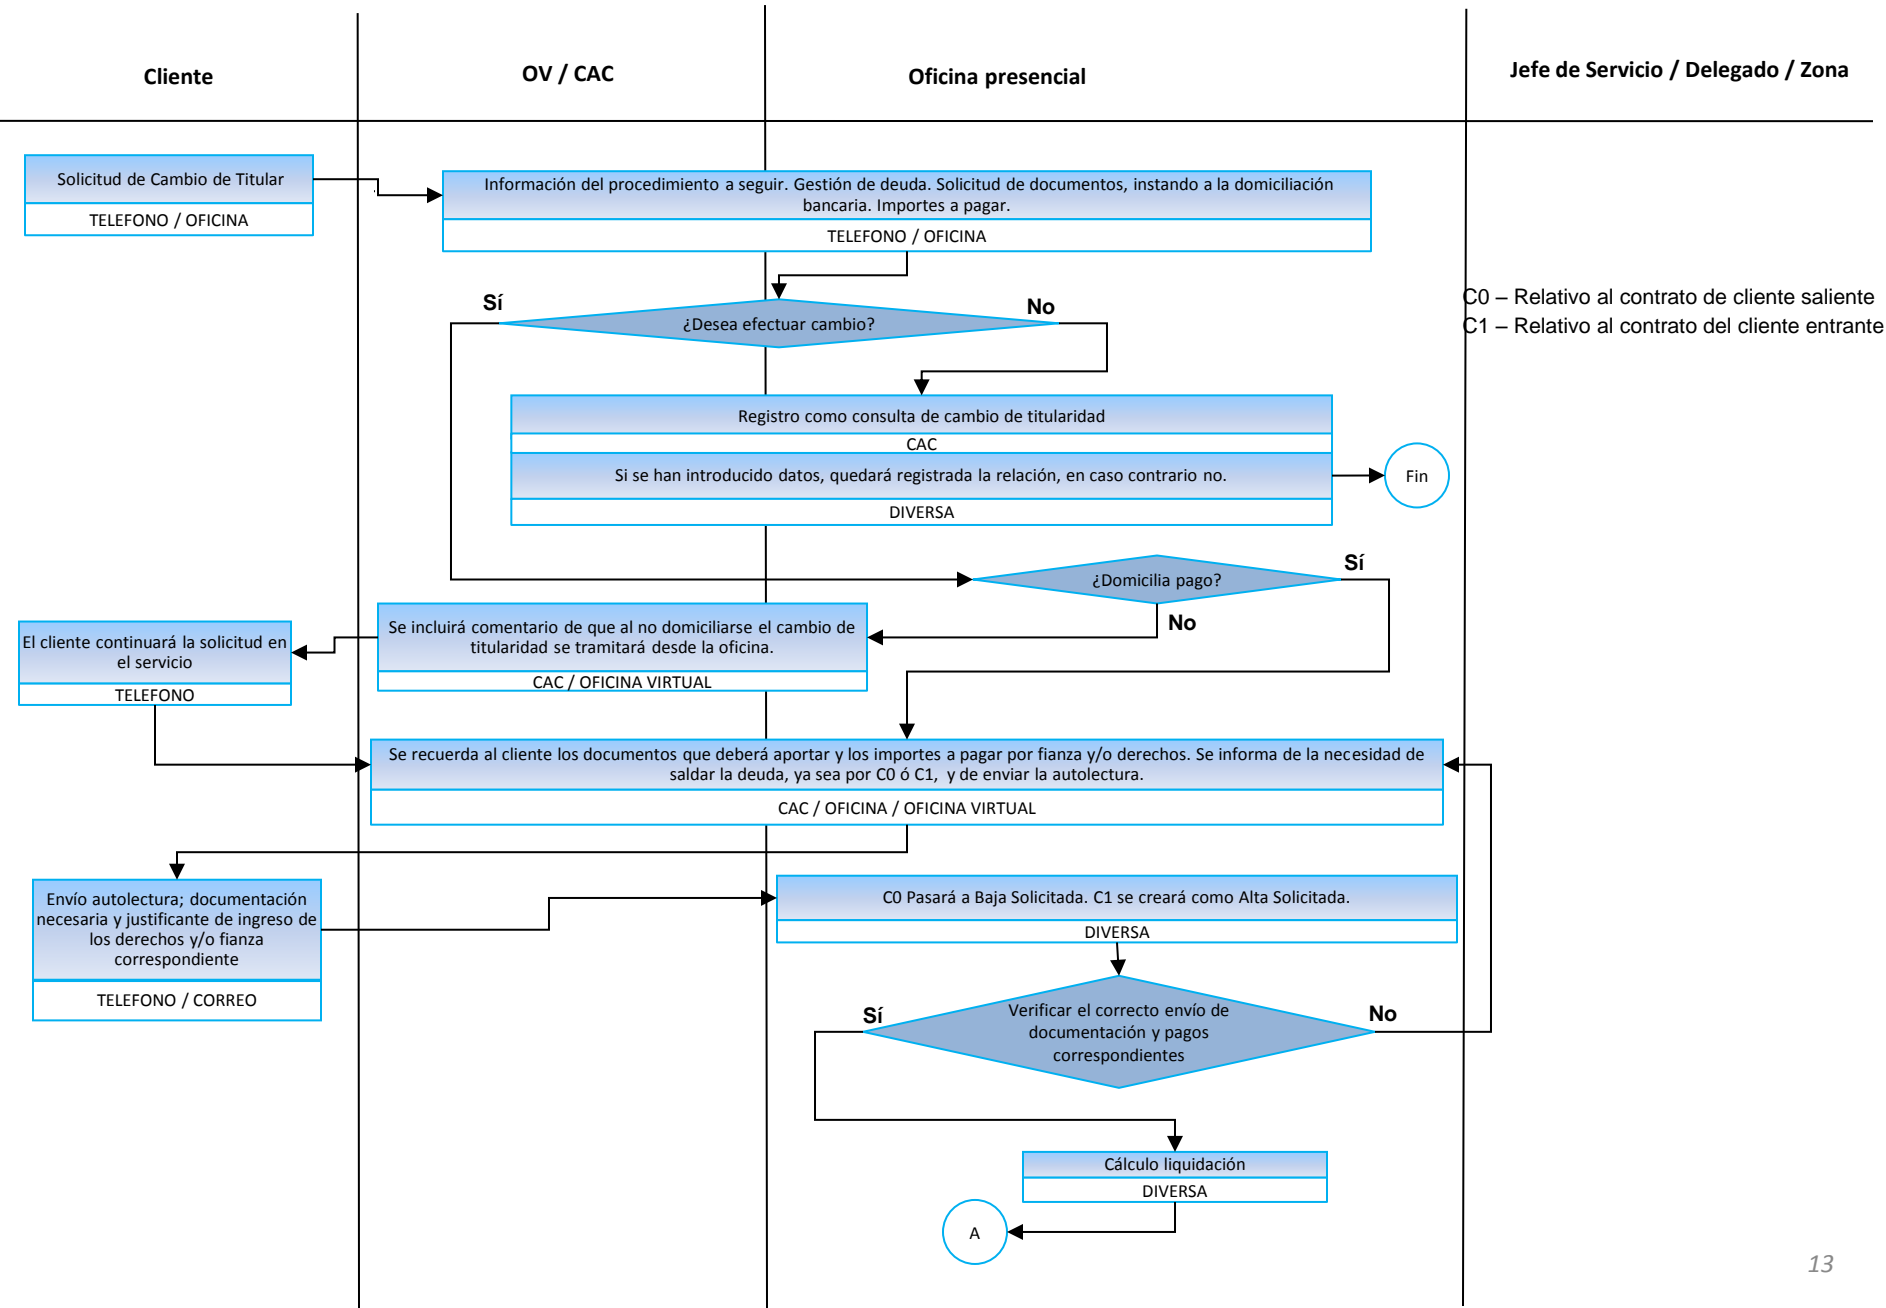 Cliente
OV / CAC
Oficina presencial
Jefe de Servicio / Delegado / Zona
Solicitud de Cambio de Titular
TELEFONO / OFICINA
Información del procedimiento a seguir. Gestión de deuda. Solicitud de documentos, instando a la domiciliación
bancaria. Importes a pagar.
TELEFONO / OFICINA
C0 – Relativo al contrato de cliente saliente
C1 – Relativo al contrato del cliente entrante
Sí
¿Desea efectuar cambio?
No
Registro como consulta de cambio de titularidad
CAC
Si se han introducido datos, quedará registrada la relación, en caso contrario no.
DIVERSA
Fin
¿Domicilia pago?
Sí
No
Se incluirá comentario de que al no domiciliarse el cambio de
titularidad se tramitará desde la oficina.
CAC / OFICINA VIRTUAL
El cliente continuará la solicitud en
el servicio
TELEFONO
Se recuerda al cliente los documentos que deberá aportar y los importes a pagar por fianza y/o derechos. Se informa de la necesidad de
saldar la deuda, ya sea por C0 ó C1, y de enviar la autolectura.
CAC / OFICINA / OFICINA VIRTUAL
Envío autolectura; documentación
necesaria y justificante de ingreso de
los derechos y/o fianza
correspondiente
TELEFONO / CORREO
C0 Pasará a Baja Solicitada. C1 se creará como Alta Solicitada.
DIVERSA
Sí
Verificar el correcto envío de
documentación y pagos
correspondientes
No
Cálculo liquidación
DIVERSA
A
13